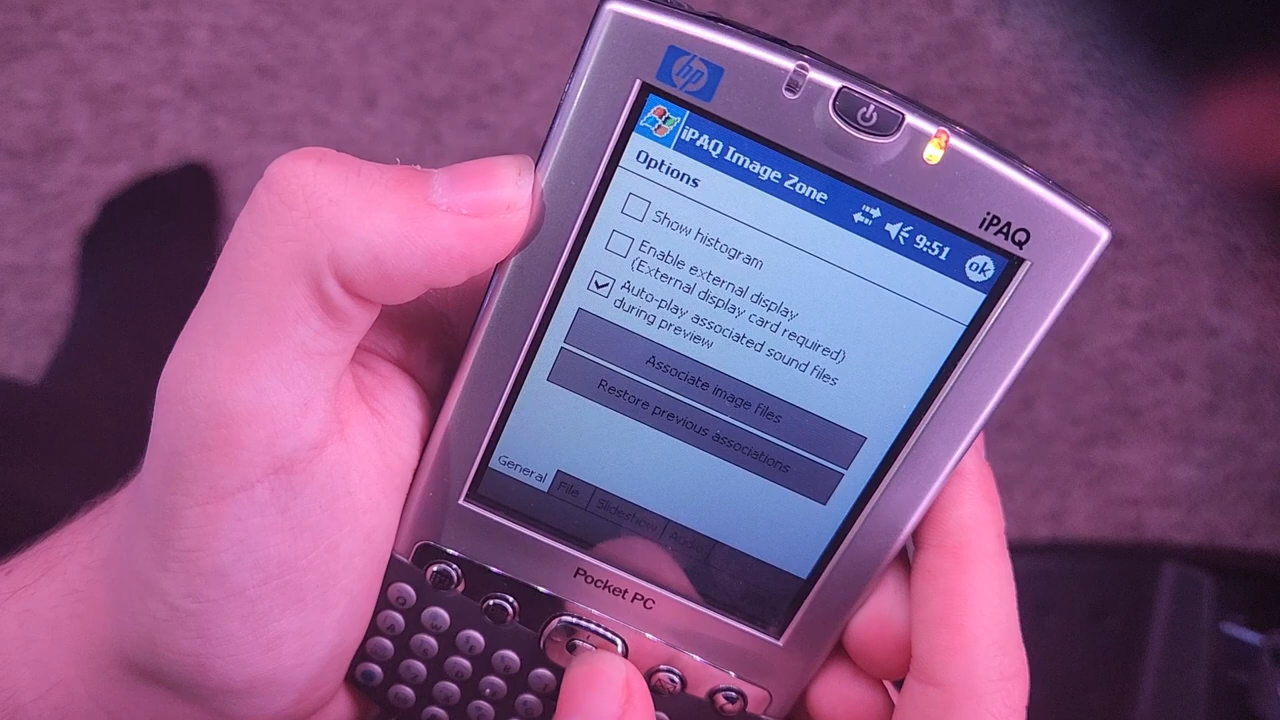 hp
iPAQ
iPAQ Image Zone 9:51 ok
Options
Show histogram
Enable external display
(External display card required)
Auto-play associated sound files
during preview
Associate image files
Restore previous associations
General File Slideshow Audio
Pocket PC